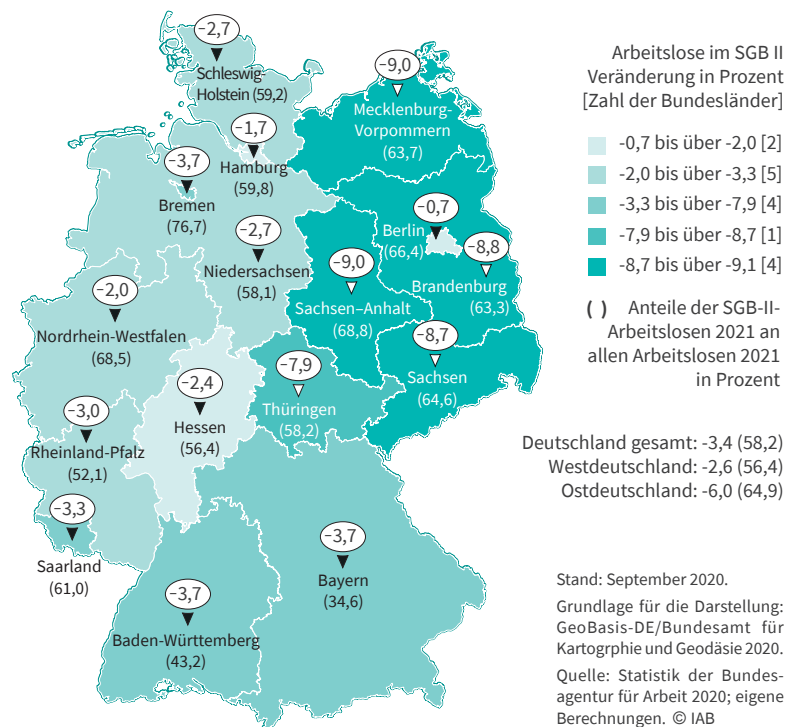 -2,7
Schleswig-
Holstein (59,2)
-9,0
Mecklenburg-
Vorpommern
(63,7)
-1,7
Hamburg
(59,8)
-3,7
Bremen
(76,7)
-0,7
Berlin
(66,4)
-2,7
Niedersachsen
(58,1)
-8,8
Brandenburg
(63,3)
-9,0
Sachsen–Anhalt
(68,8)
-2,0
Nordrhein-Westfalen
(68,5)
-8,7
Sachsen
(64,6)
-7,9
Thüringen
(58,2)
-2,4
Hessen
(56,4)
-3,0
Rheinland-Pfalz
(52,1)
-3,3
Saarland
(61,0)
-3,7
Bayern
(34,6)
-3,7
Baden-Württemberg
(43,2)
Arbeitslose im SGB II
Veränderung in Prozent
[Zahl der Bundesländer]
-0,7 bis über -2,0 [2]
-2,0 bis über -3,3 [5]
-3,3 bis über -7,9 [4]
-7,9 bis über -8,7 [1]
-8,7 bis über -9,1 [4]
( ) Anteile der SGB-II-
Arbeitslosen 2021 an
allen Arbeitslosen 2021
in Prozent
Deutschland gesamt: -3,4 (58,2)
Westdeutschland: -2,6 (56,4)
Ostdeutschland: -6,0 (64,9)
Stand: September 2020.
Grundlage für die Darstellung:
GeoBasis-DE/Bundesamt für
Kartogrphie und Geodäsie 2020.
Quelle: Statistik der Bundes-
agentur für Arbeit 2020; eigene
Berechnungen. © IAB